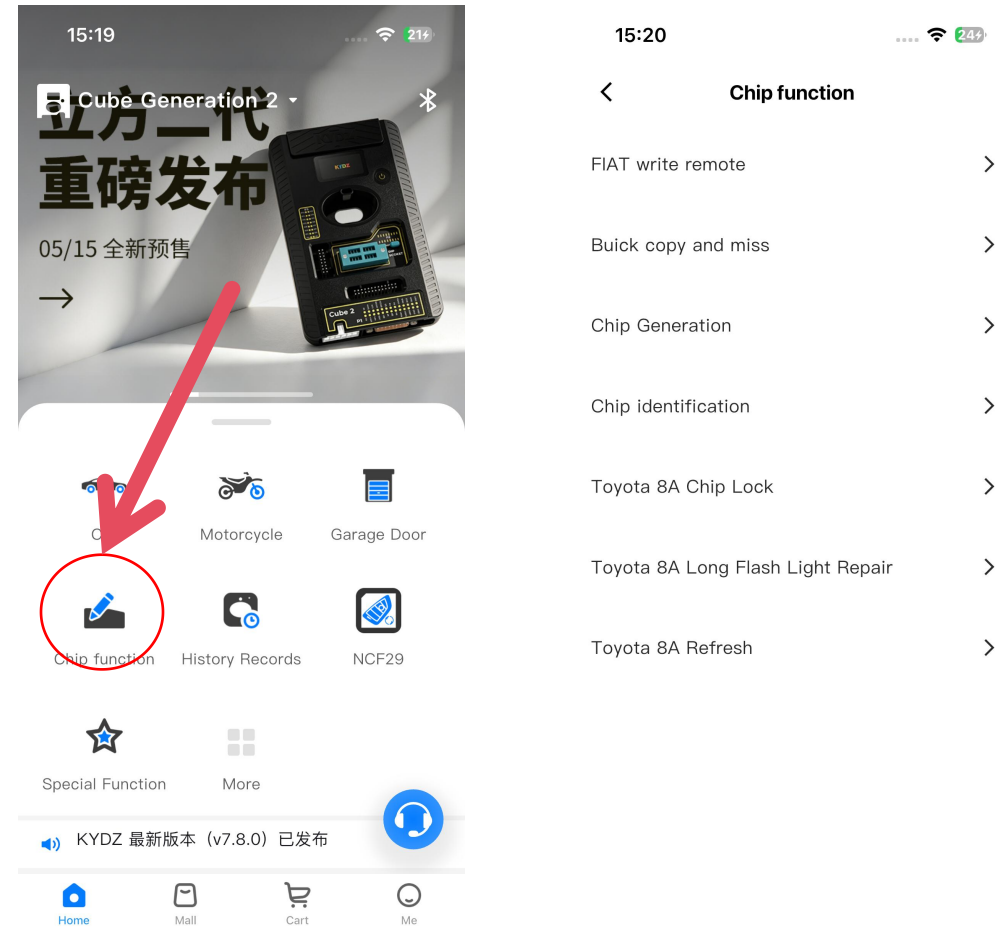 15:19
21
Cube Generation 2
立方二代
重磅发布
05/15 全新预售
KYDZ
Cube 2
P1
Motorcycle
Garage Door
Chip function
History Records
NCF29
Special Function
More
KYDZ 最新版本（v7.8.0）已发布
Home
Mall
Cart
Me
15:20
24
Chip function
FIAT write remote
Buick copy and miss
Chip Generation
Chip identification
Toyota 8A Chip Lock
Toyota 8A Long Flash Light Repair
Toyota 8A Refresh